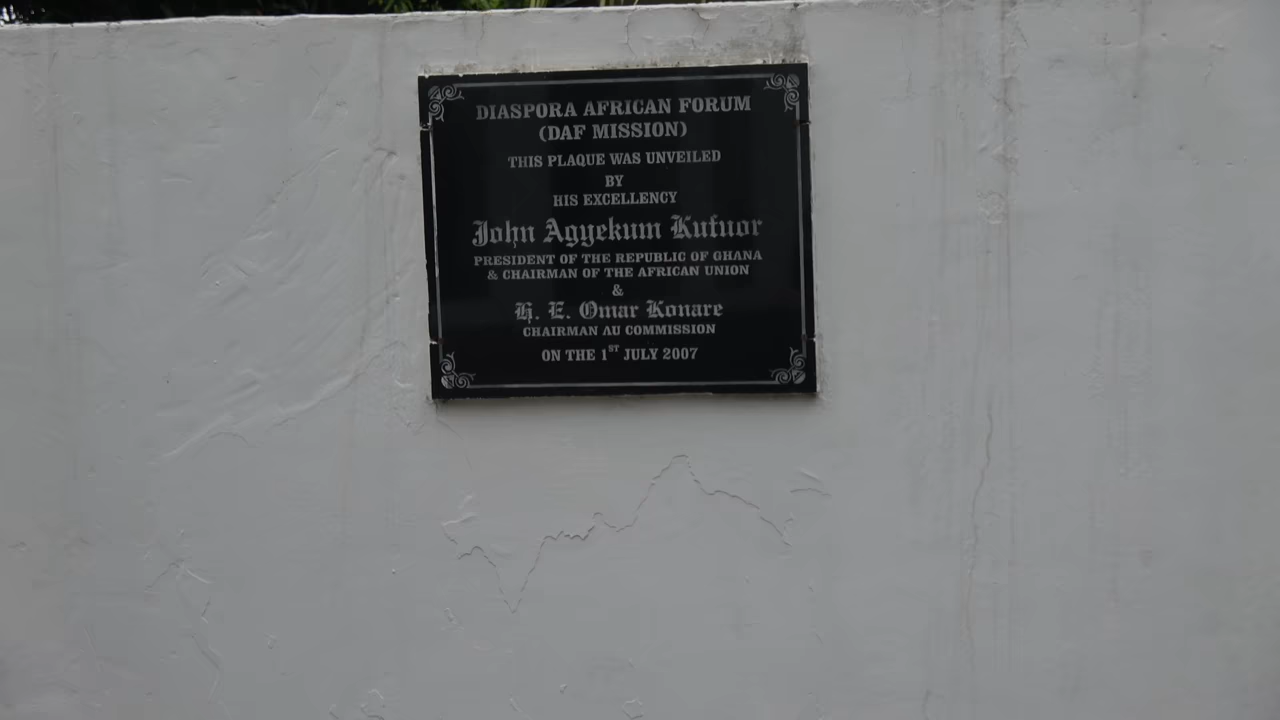 DIASPORA AFRICAN FORUM
(DAF MISSION)
THIS PLAQUE WAS UNVEILED
BY
HIS EXCELLENCY
John Agyekum Kufuor
PRESIDENT OF THE REPUBLIC OF GHANA
& CHAIRMAN OF THE AFRICAN UNION
&
H. E. Omar Konare
CHAIRMAN AU COMMISSION
ON THE 1ST JULY 2007